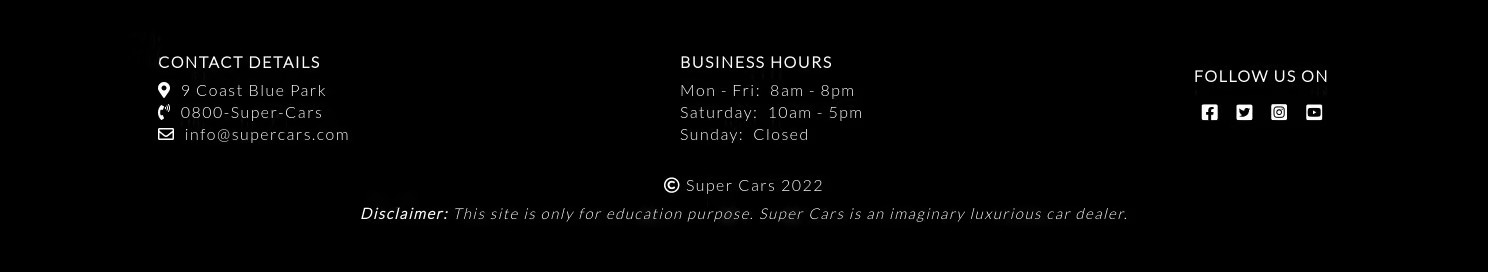 CONTACT DETAILS
9 Coast Blue Park
0800-Super-Cars
info@supercars.com
BUSINESS HOURS
Mon - Fri: 8am - 8pm
Saturday: 10am - 5pm
Sunday: Closed
FOLLOW US ON
© Super Cars 2022
Disclaimer: This site is only for education purpose. Super Cars is an imaginary luxurious car dealer.